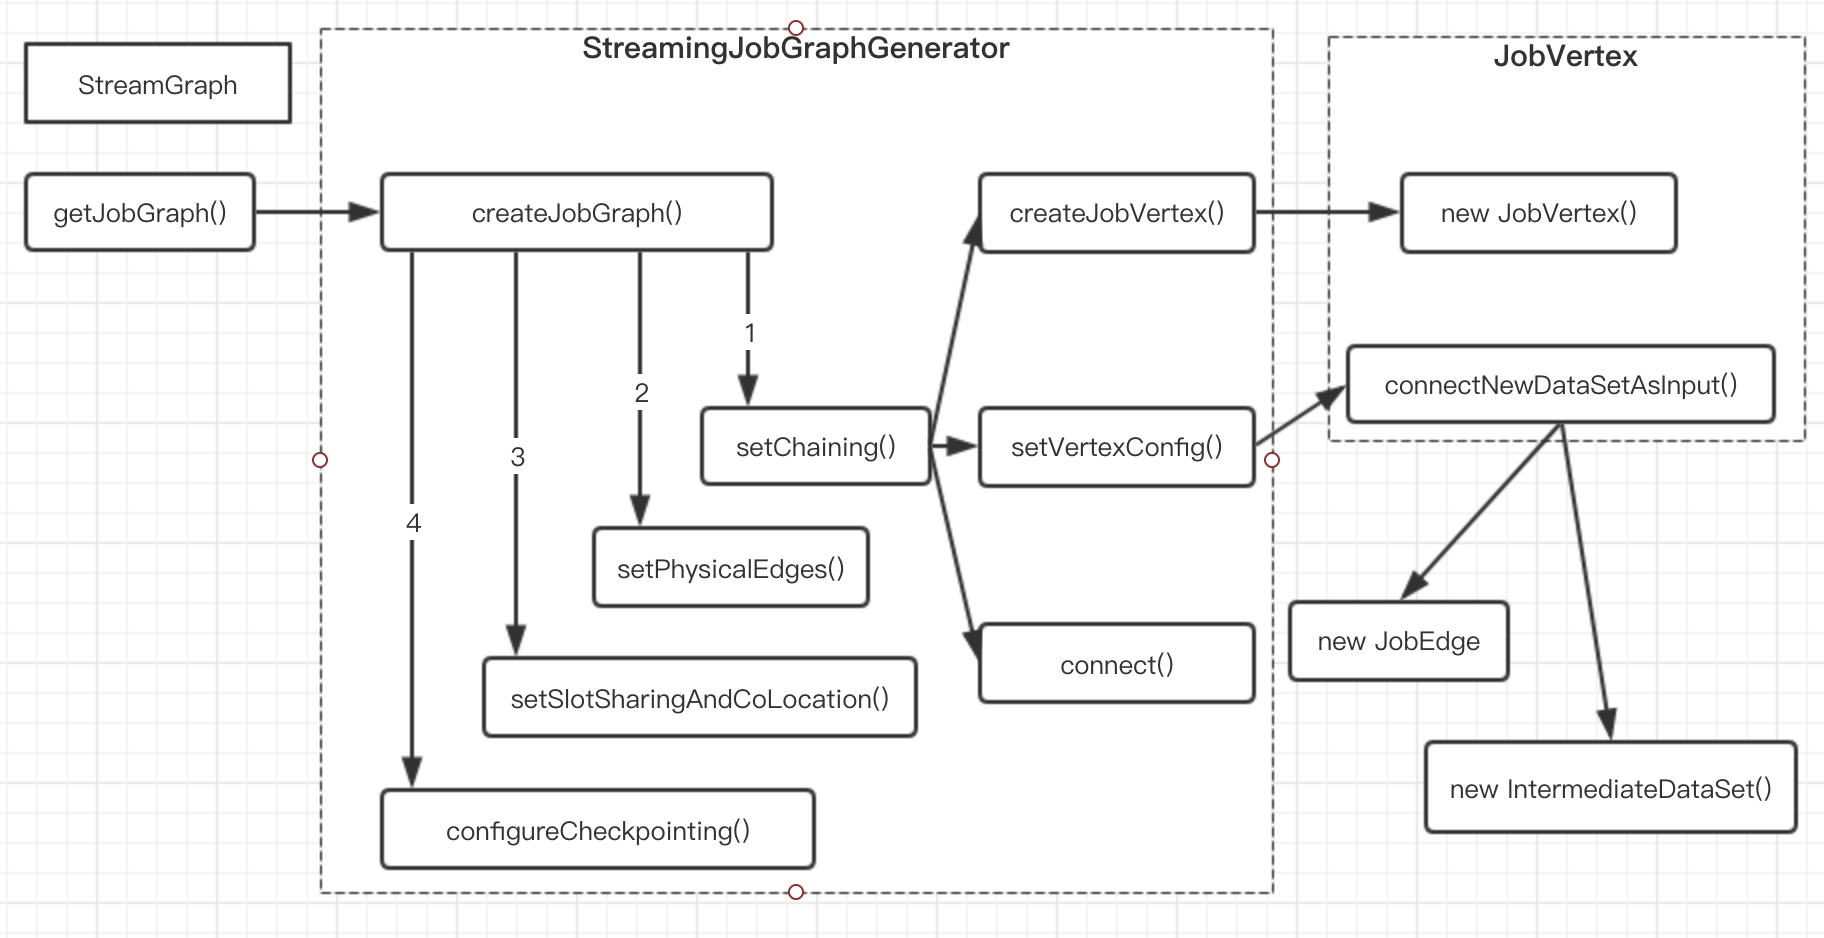 StreamingJobGraphGenerator
JobVertex
StreamGraph
getJobGraph()
createJobGraph()
createJobVertex()
new JobVertex()
1
connectNewDataSetAsInput()
2
setChaining()
setVertexConfig()
3
4
setPhysicalEdges()
new JobEdge
connect()
setSlotSharingAndCoLocation()
new IntermediateDataSet()
configureCheckpointing()